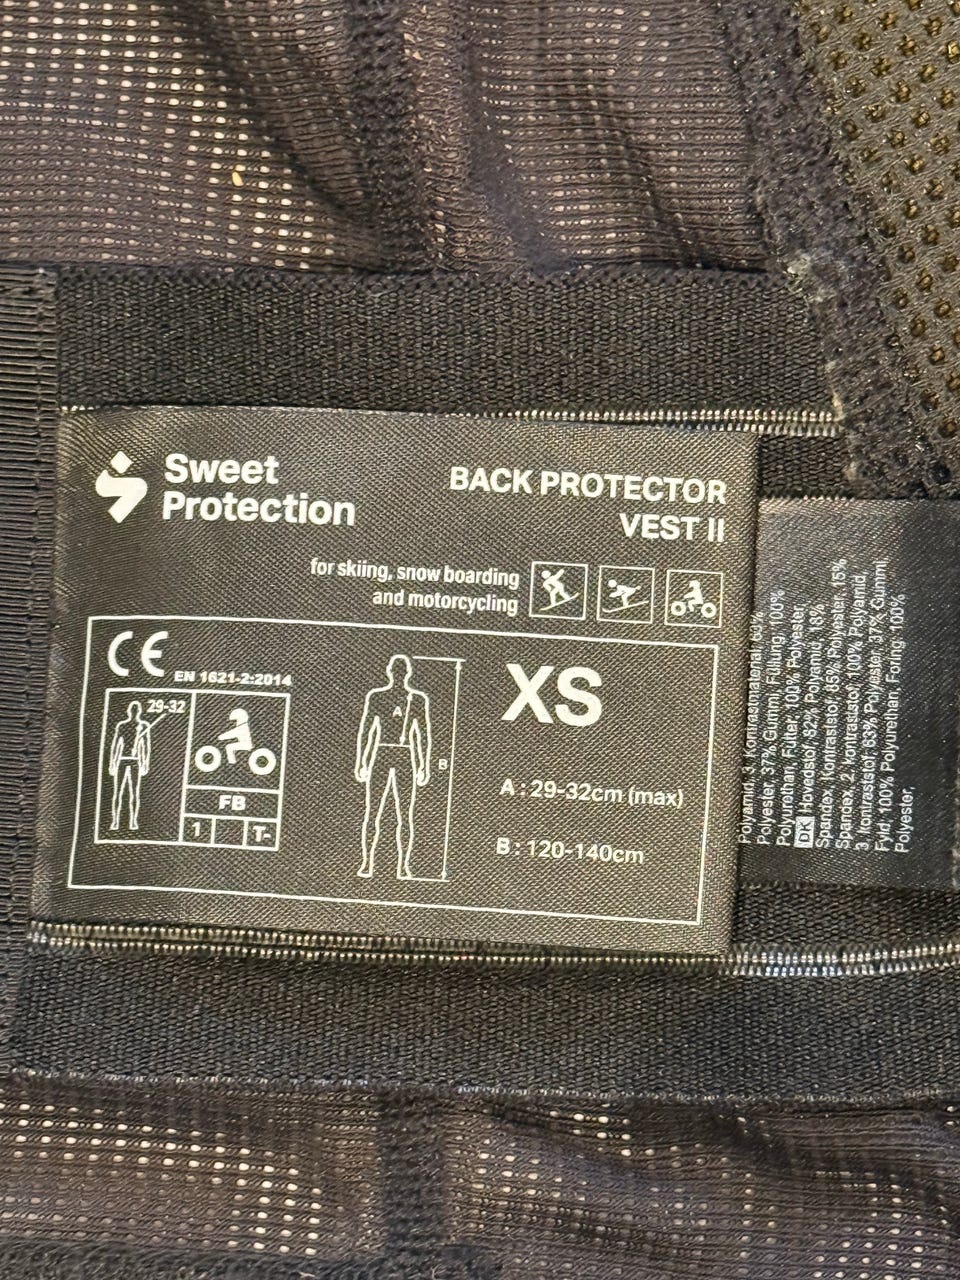 Sweet
Protection
BACK PROTECTOR
VEST II
for skiing, snow boarding
and motorcycling
CE
EN 1621-2:2014
29-32
FB
1
T-
A
B
XS
A : 29-32cm (max)
B : 120-140cm
Polyamid, 3. Kontrastmaterial: 63%
Polyester, 37% Gummi, Füllung: 100%
Polyurethan, Futter: 100% Polyester,
DK Hovedstof: 82% Polyamid, 18%
Spandex, Kontraststof: 85% Polyester, 15%
Spandex, 2. kontraststof: 100% Polyamid,
3. kontraststof: 63% Polyester, 37% Gummi,
Fyld: 100% Polyurethan, Foring: 100%
Polyester,